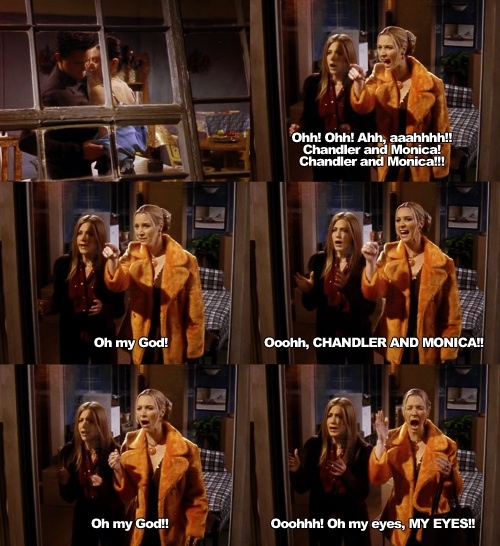 Ohh! Ohh! Ahh, aaahhhh!!
Chandler and Monica!
Chandler and Monica!!!
Oh my God!
Ooohh, CHANDLER AND MONICA!!
Oh my God!!
Ooohhh! Oh my eyes, MY EYES!!